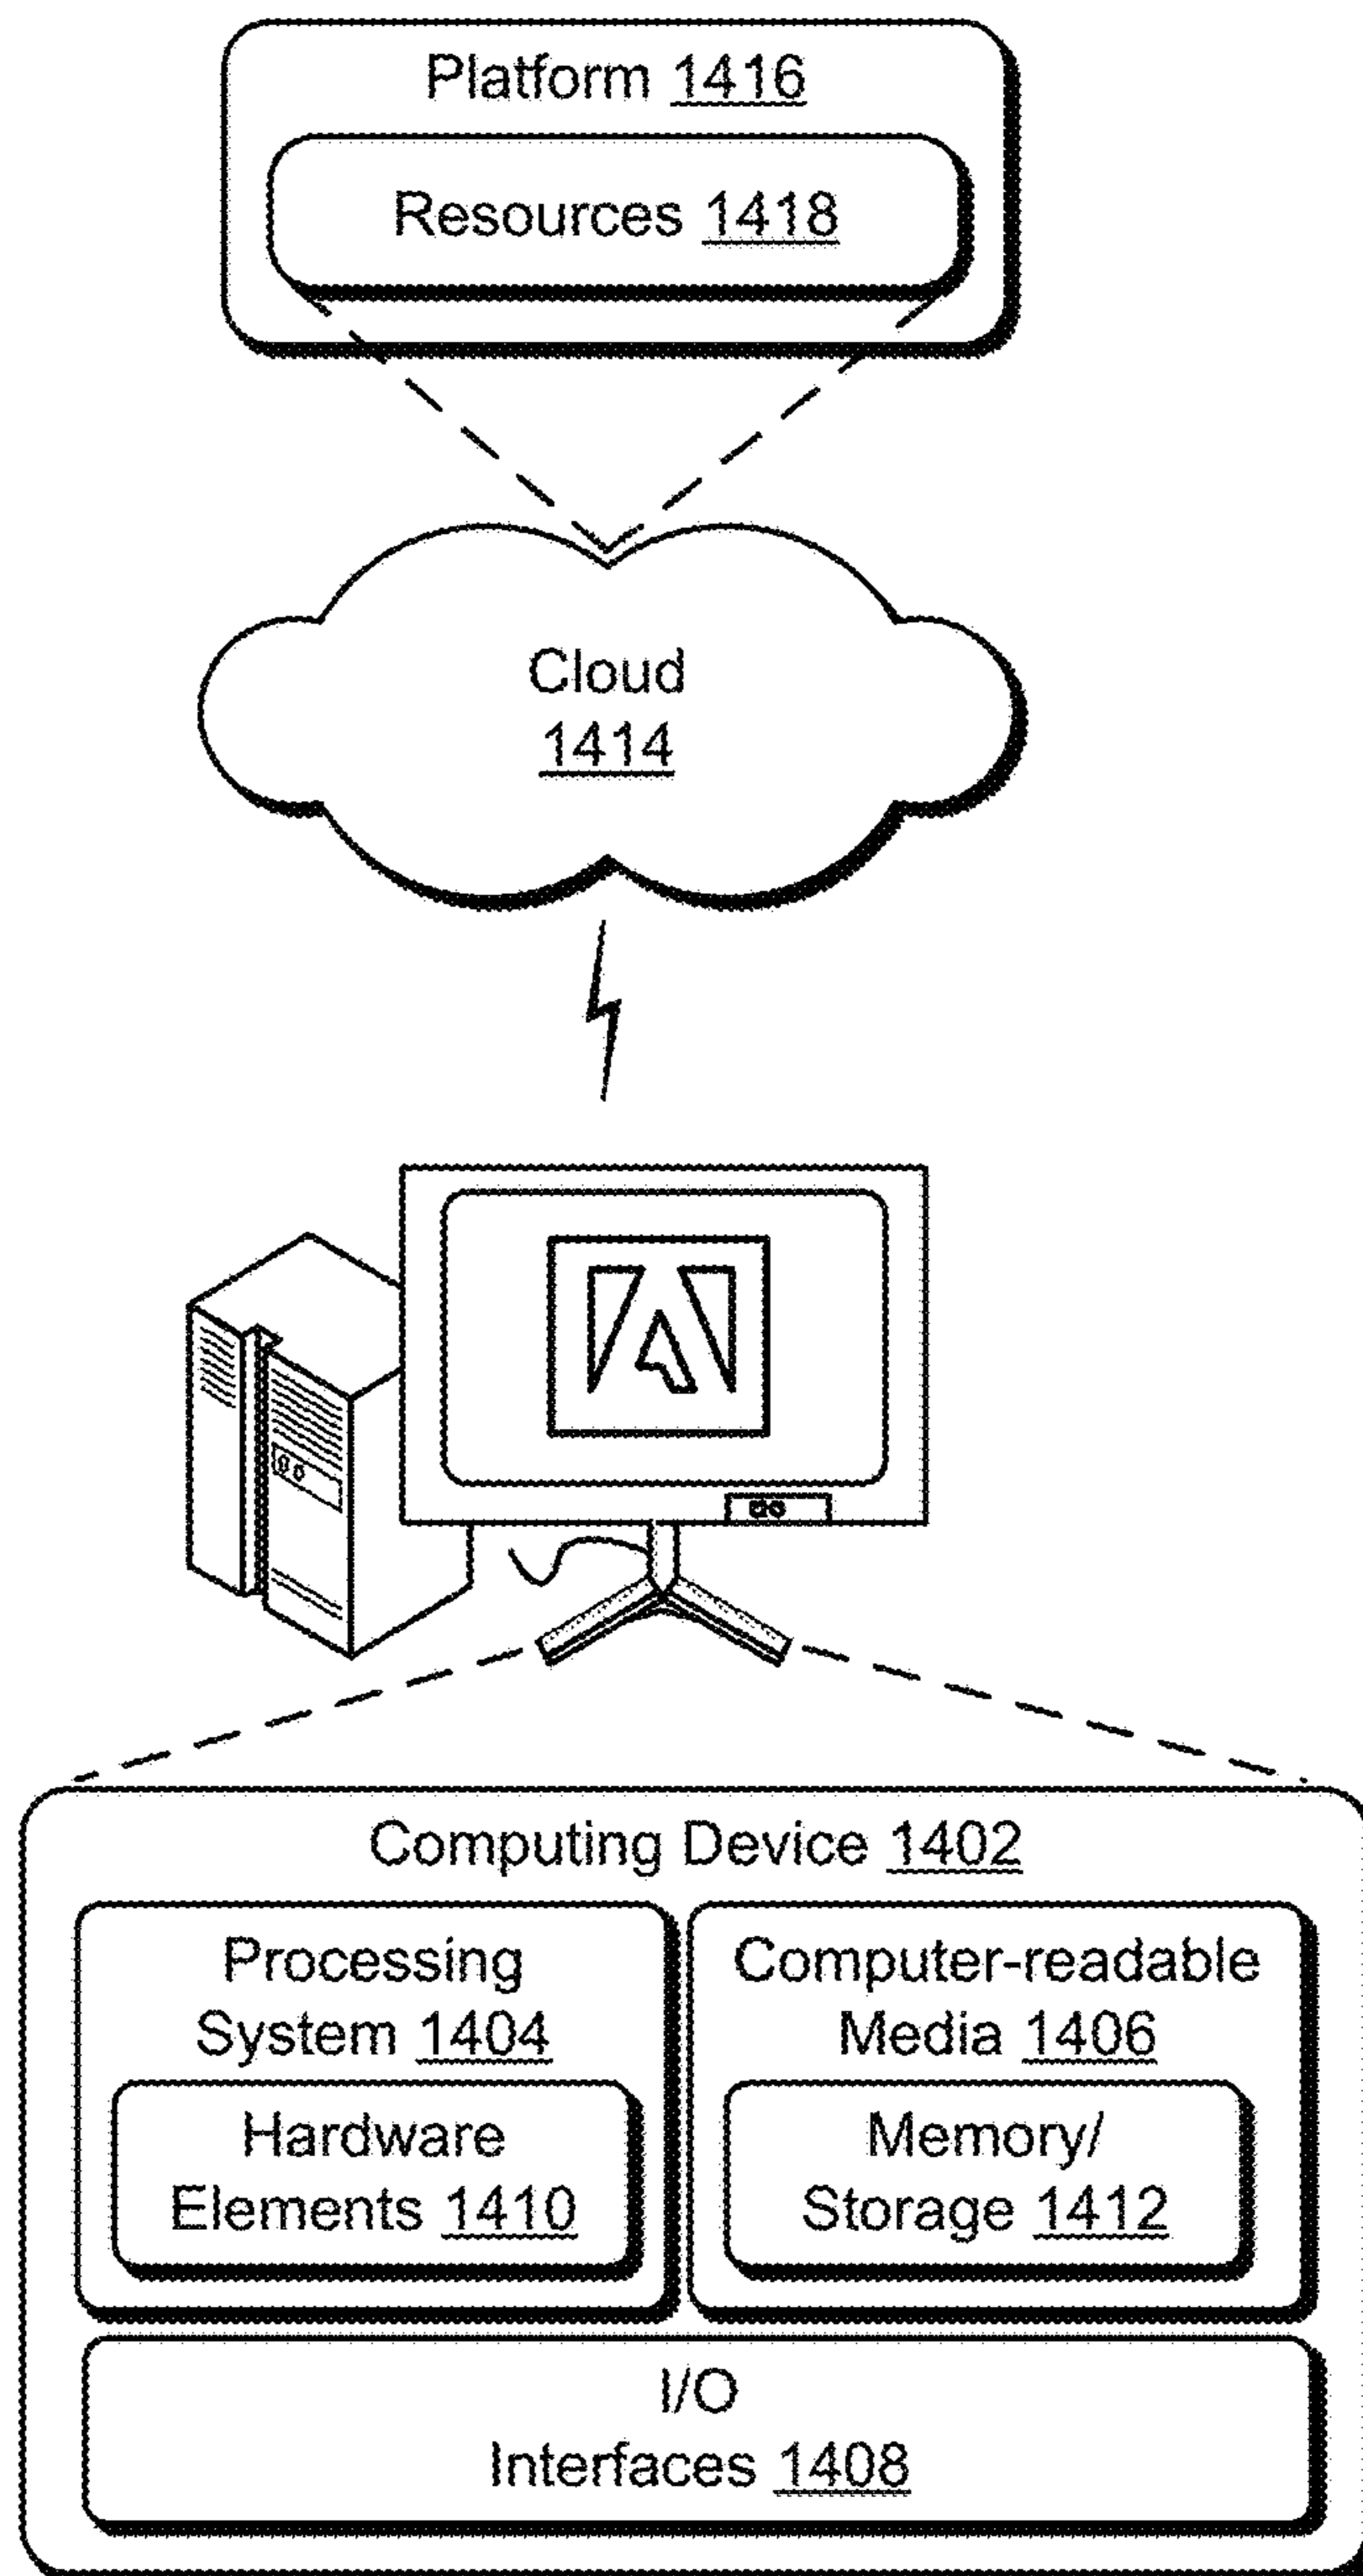 Platform 1416
Resources 1418
Cloud
1414
Computing Device 1402
Processing
System 1404
Hardware
Elements 1410
Computer-readable
Media 1406
Memory/
Storage 1412
I/O
Interfaces 1408